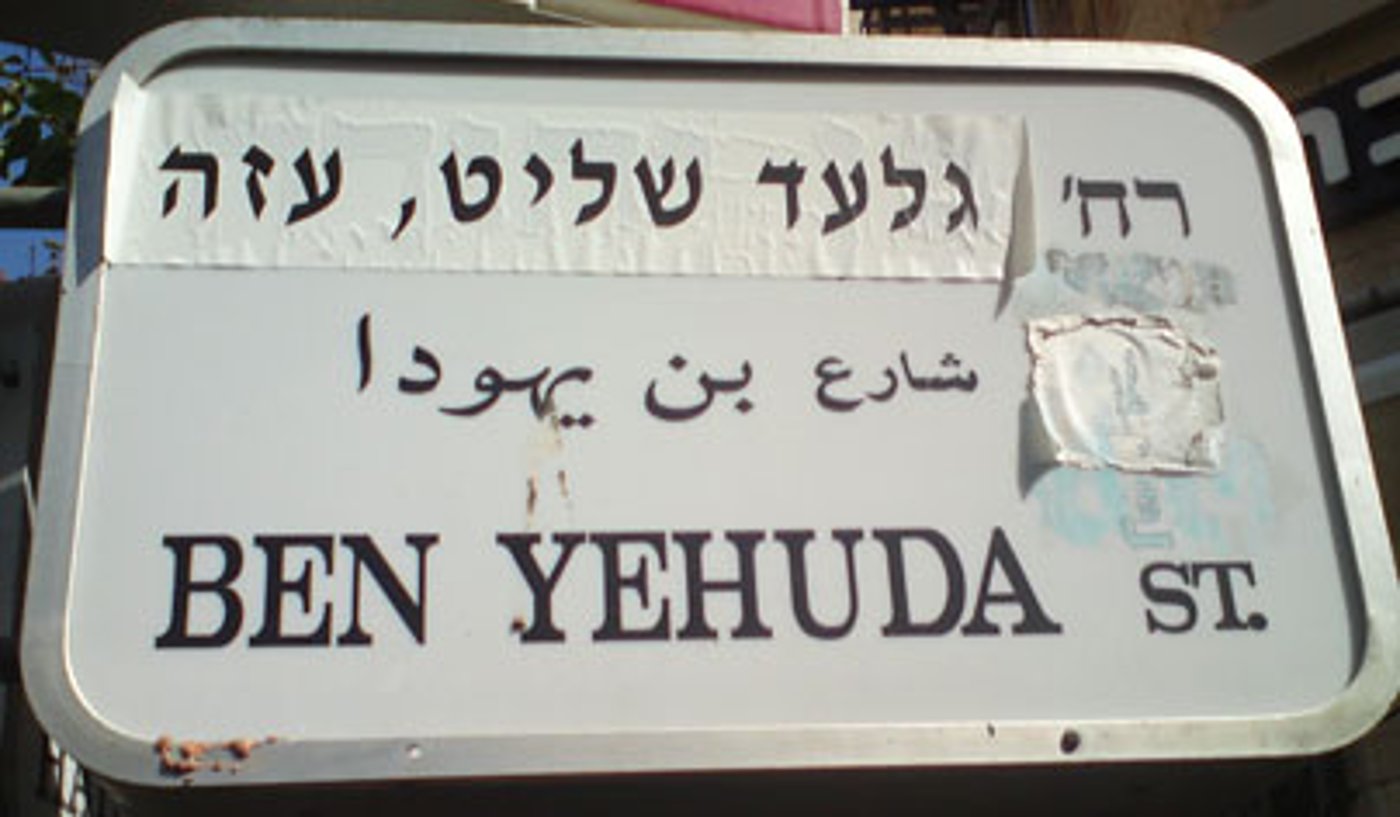 רח' גלעד שליט, עזה
شارع بن يهودا
BEN YEHUDA ST.